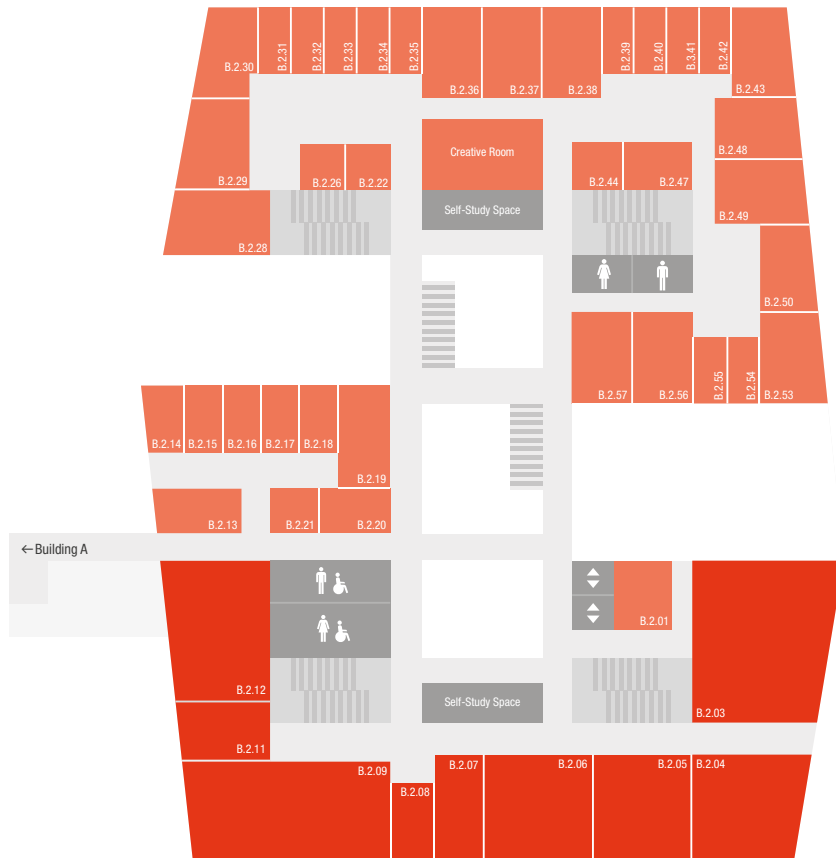 B.2.30
B.2.31
B.2.32
B.2.33
B.2.34
B.2.35
B.2.36
B.2.37
B.2.38
B.2.39
B.2.40
B.3.41
B.2.42
B.2.43
B.2.29
B.2.26
B.2.22
Creative Room
B.2.44
B.2.47
B.2.48
B.2.49
Self-Study Space
B.2.28
B.2.50
B.2.57
B.2.56
B.2.55
B.2.54
B.2.53
B.2.14
B.2.15
B.2.16
B.2.17
B.2.18
B.2.19
B.2.13
B.2.21
B.2.20
←Building A
B.2.01
B.2.12
B.2.03
Self-Study Space
B.2.11
B.2.09
B.2.08
B.2.07
B.2.06
B.2.05
B.2.04